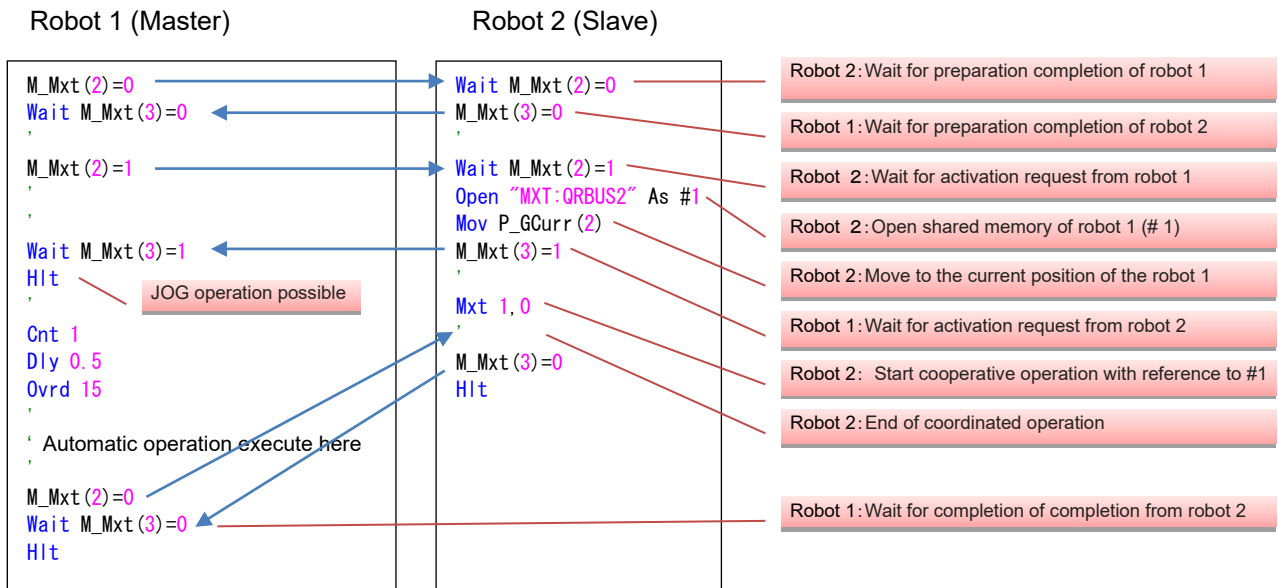 Robot 1 (Master)
Robot 2 (Slave)
M_Mxt(2)=0
Wait M_Mxt(3)=0
'
M_Mxt(2)=1
'
'
Wait M_Mxt(3)=1
Hlt
'
JOG operation possible
Cnt 1
Dly 0.5
Ovrd 15
'
‘ Automatic operation execute here
'
M_Mxt(2)=0
Wait M_Mxt(3)=0
Hlt
Wait M_Mxt(2)=0
M_Mxt(3)=0
'
Wait M_Mxt(2)=1
Open "MXT:QRBUS2" As #1
Mov P_GCurr(2)
M_Mxt(3)=1
'
Mxt 1,0
'
M_Mxt(3)=0
Hlt
Robot 2:Wait for preparation completion of robot 1
Robot 1:Wait for preparation completion of robot 2
Robot 2:Wait for activation request from robot 1
Robot 2:Open shared memory of robot 1 (# 1)
Robot 2:Move to the current position of the robot 1
Robot 1:Wait for activation request from robot 2
Robot 2: Start cooperative operation with reference to #1
Robot 2:End of coordinated operation
Robot 1:Wait for completion of completion from robot 2